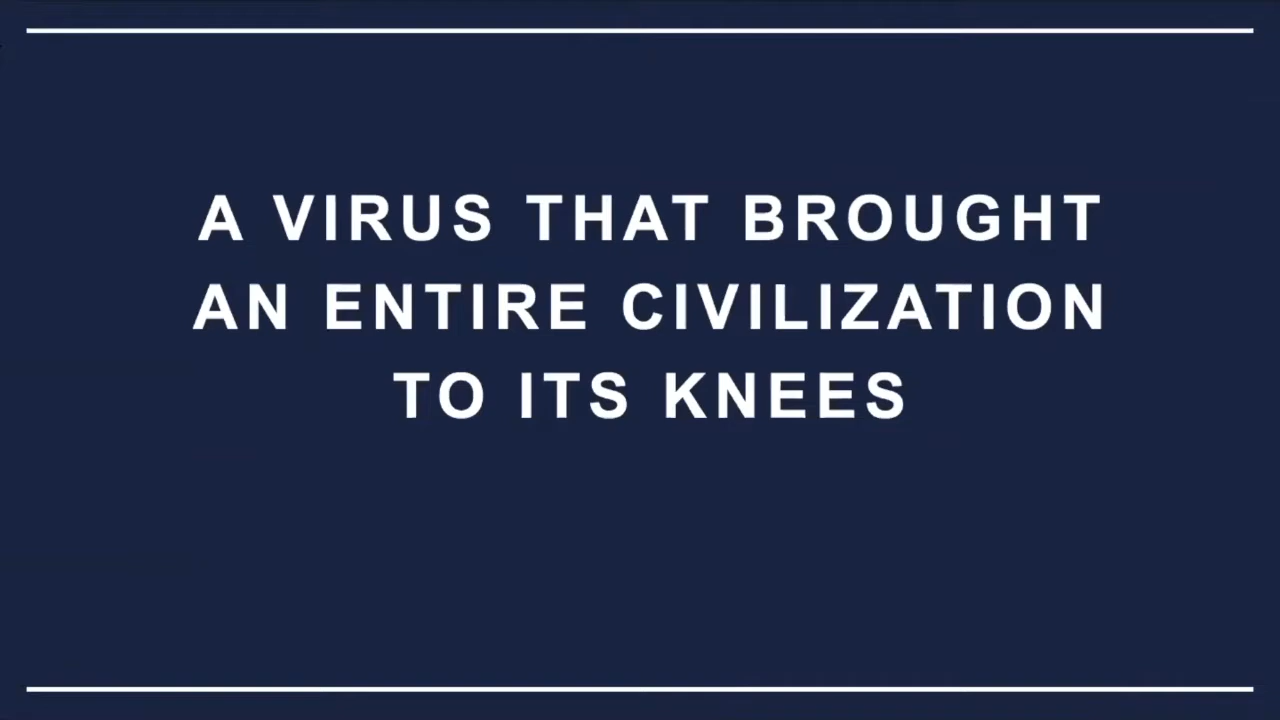 A VIRUS THAT BROUGHT
AN ENTIRE CIVILIZATION
TO ITS KNEES